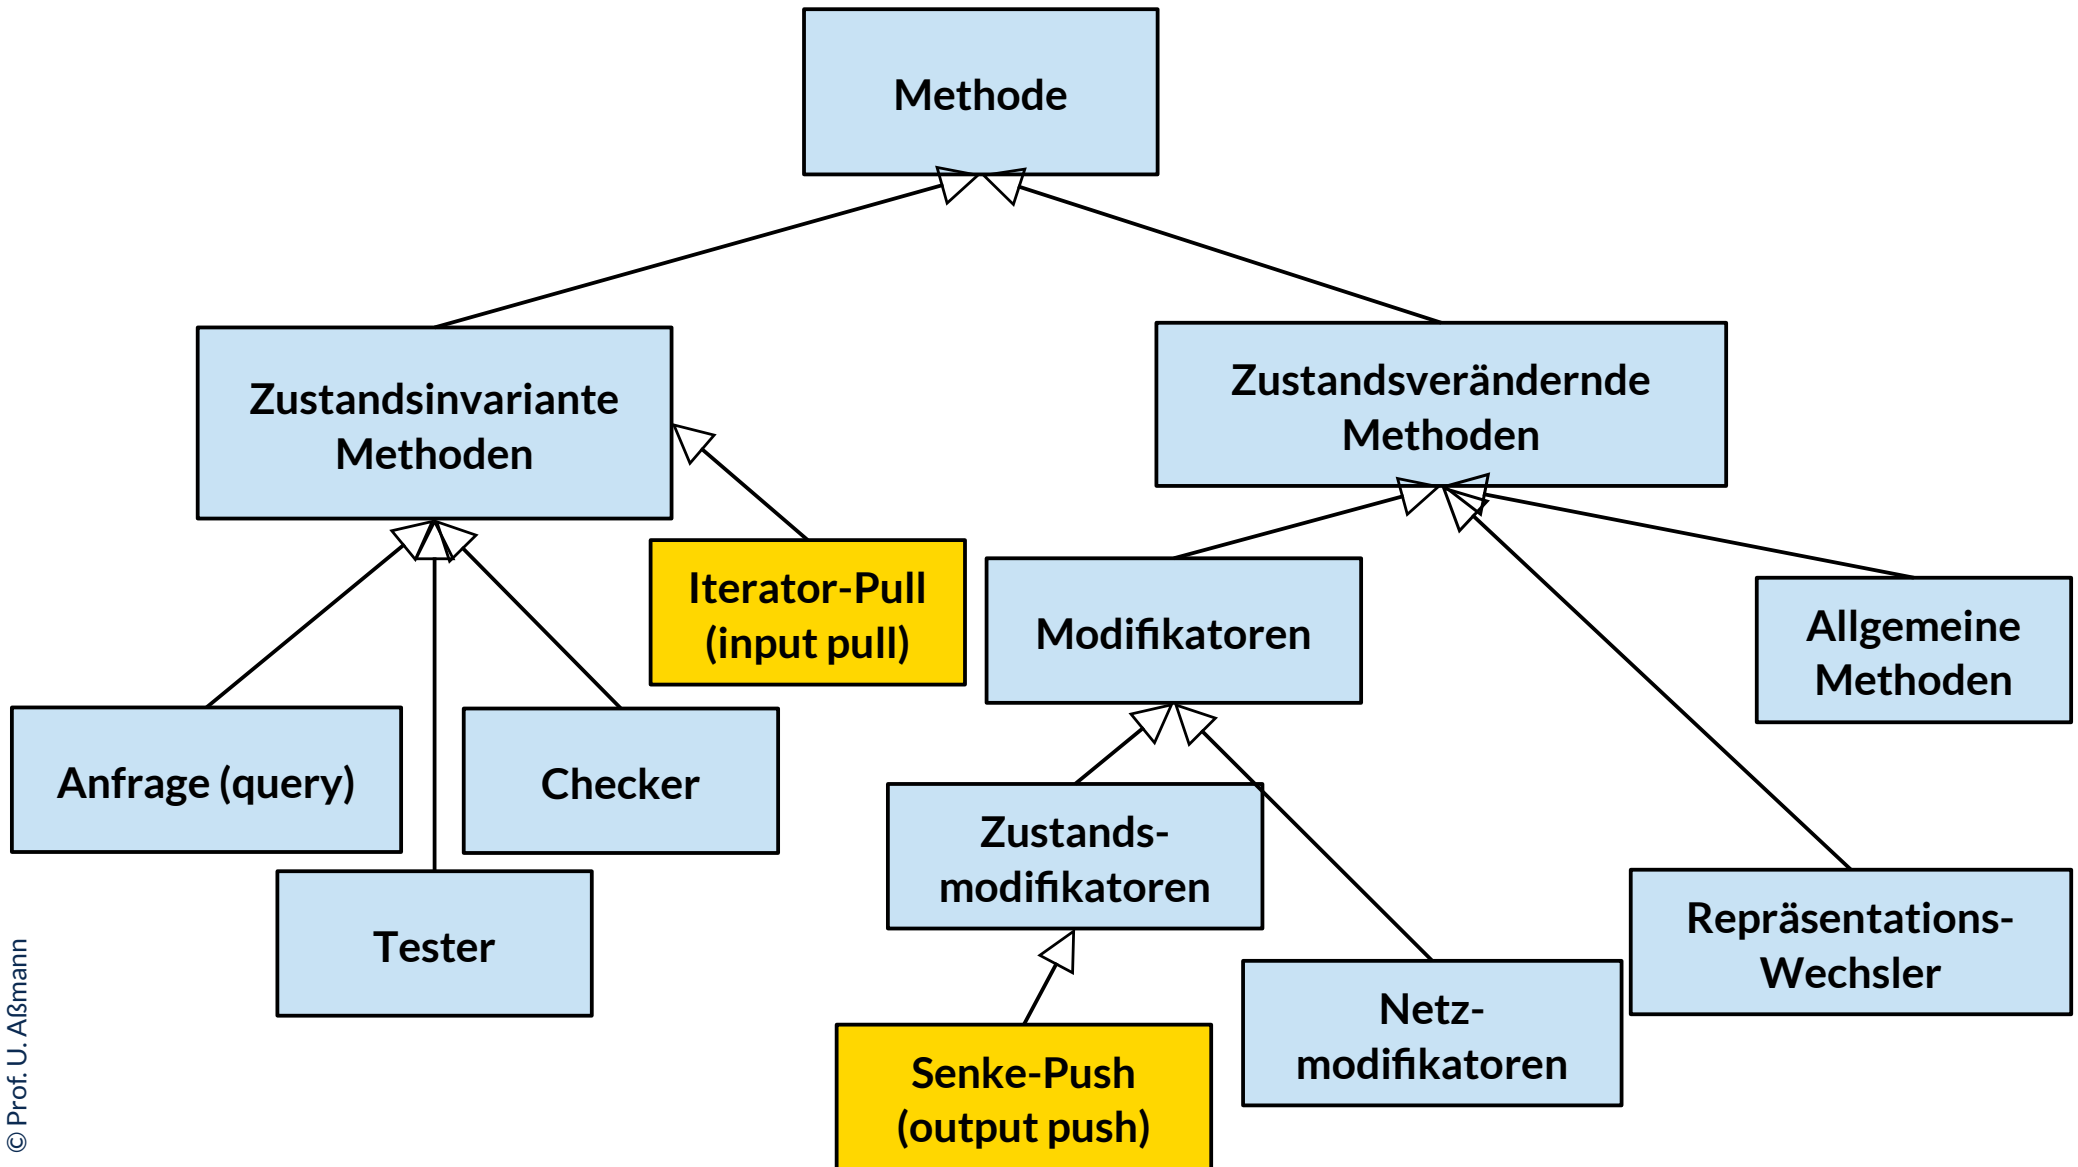 Methode
Zustandsinvariante
Methoden
Zustandsverändernde
Methoden
Iterator-Pull
(input pull)
Modifikatoren
Allgemeine
Methoden
Anfrage (query)
Checker
Tester
Zustands-
modifikatoren
Repräsentations-
Wechsler
Netz-
modifikatoren
Senke-Push
(output push)
© Prof. U. Aßmann